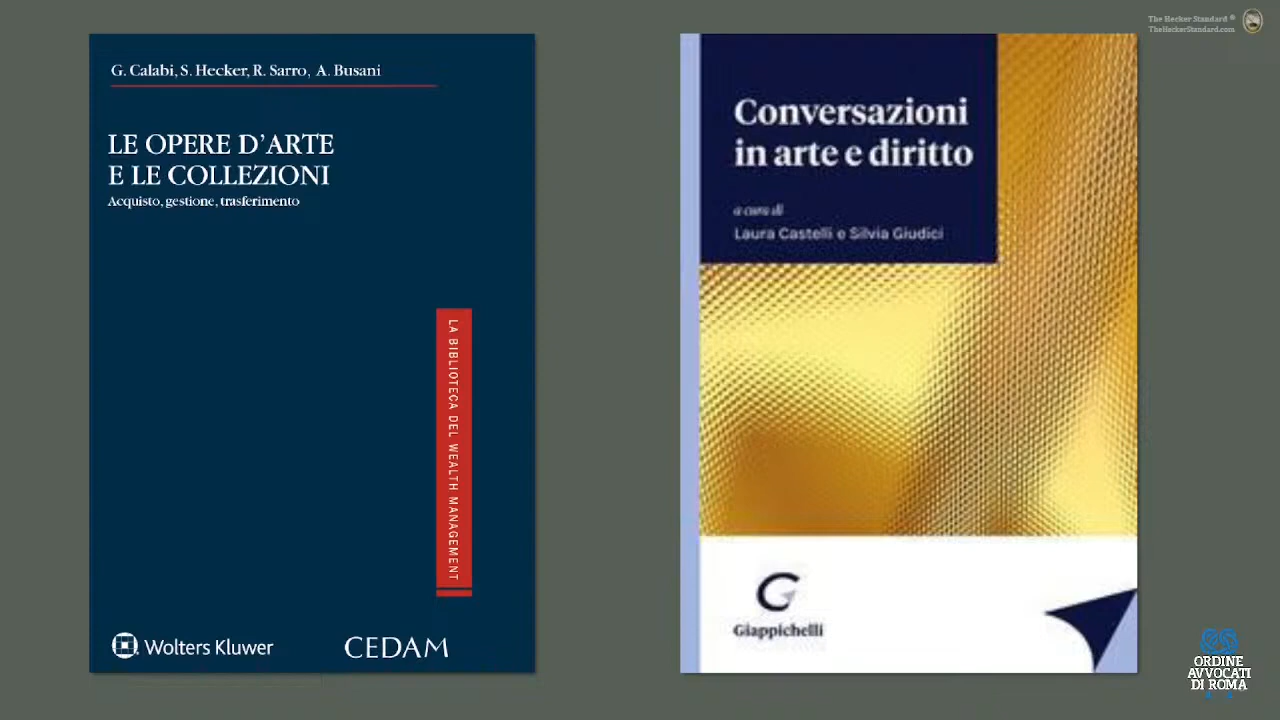 The Hecker Standard ®
TheHeckerStandard.com
G. Calabi, S. Hecker, R. Sarro, A. Busani
LE OPERE D'ARTE
E LE COLLEZIONI
Acquisto, gestione, trasferimento
LA BIBLIOTECA DEL WEALTH MANAGEMENT
Wolters Kluwer
CEDAM
Conversazioni
in arte e diritto
a cura di
Laura Castelli e Silvia Giudici
Giappichelli
ORDINE
AVVOCATI
DI ROMA